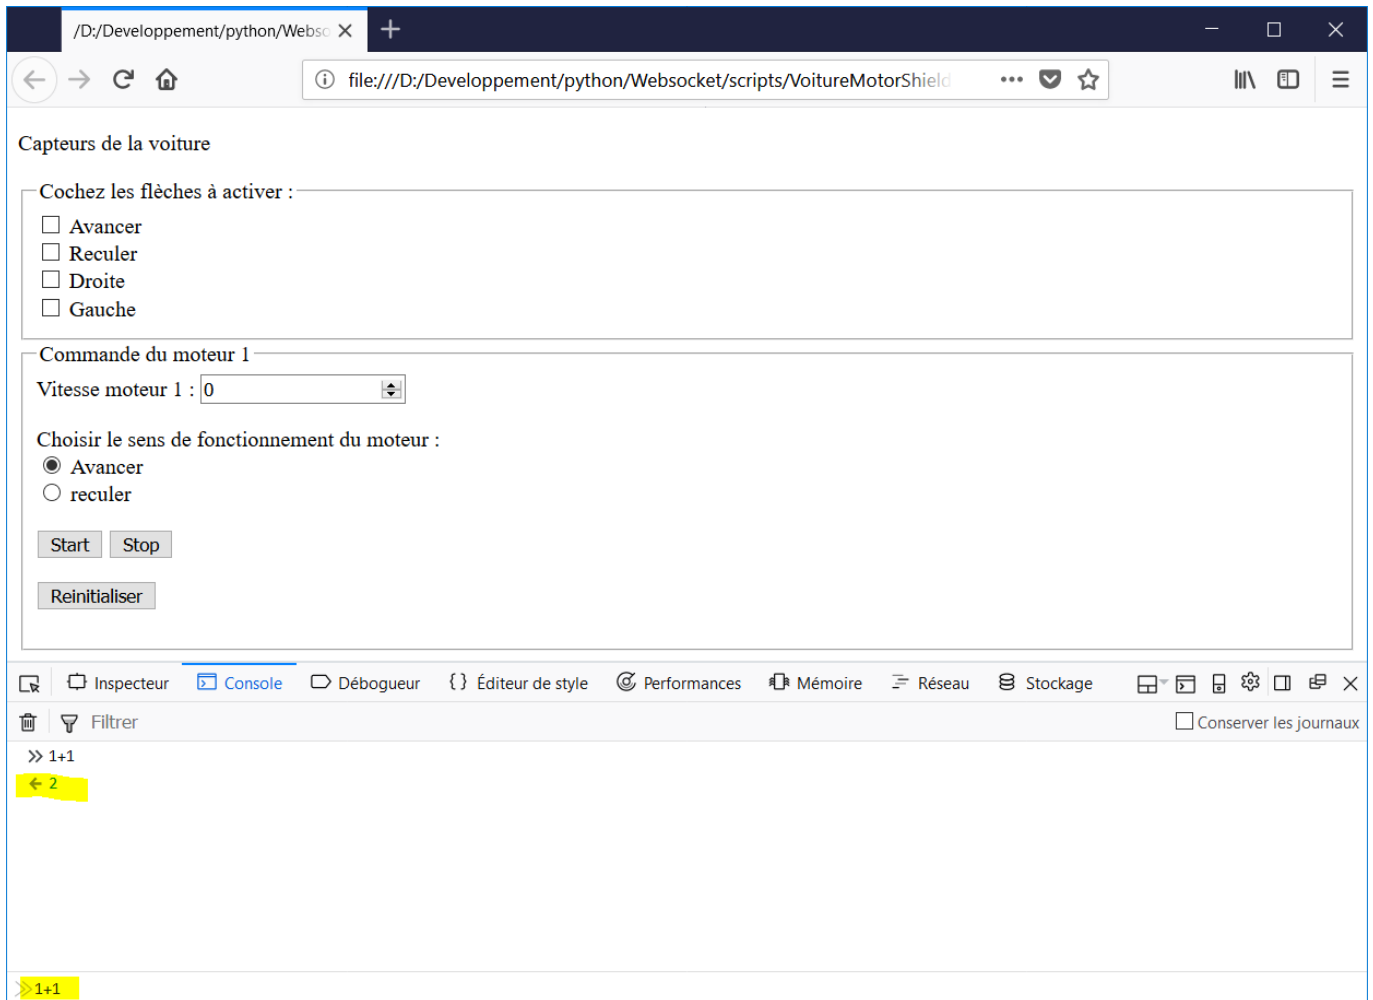 /D:/Developpement/python/Webso
file:///D:/Developpement/python/Websocket/scripts/VoitureMotorShield
Capteurs de la voiture
Cochez les flèches à activer :
Avancer
Reculer
Droite
Gauche
Commande du moteur 1
Vitesse moteur 1 : 0
Choisir le sens de fonctionnement du moteur :
Avancer
reculer
Start Stop
Reinitialiser
Inspecteur Console Débogueur {} Éditeur de style Performances Mémoire Réseau Stockage
Filtrer Conserver les journaux
1+1
2
1+1